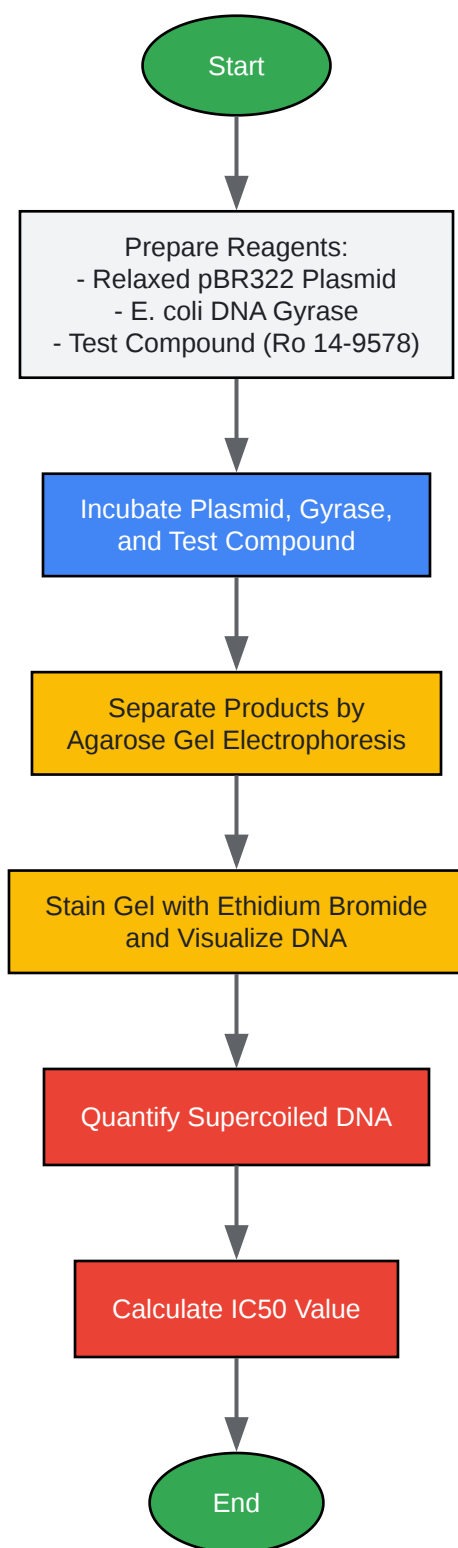 Start
Prepare Reagents:
- Relaxed pBR322 Plasmid
- E. coli DNA Gyrase
- Test Compound (Ro 14-9578)
Incubate Plasmid, Gyrase,
and Test Compound
Separate Products by
Agarose Gel Electrophoresis
Stain Gel with Ethidium Bromide
and Visualize DNA
Quantify Supercoiled DNA
Calculate IC50 Value
End